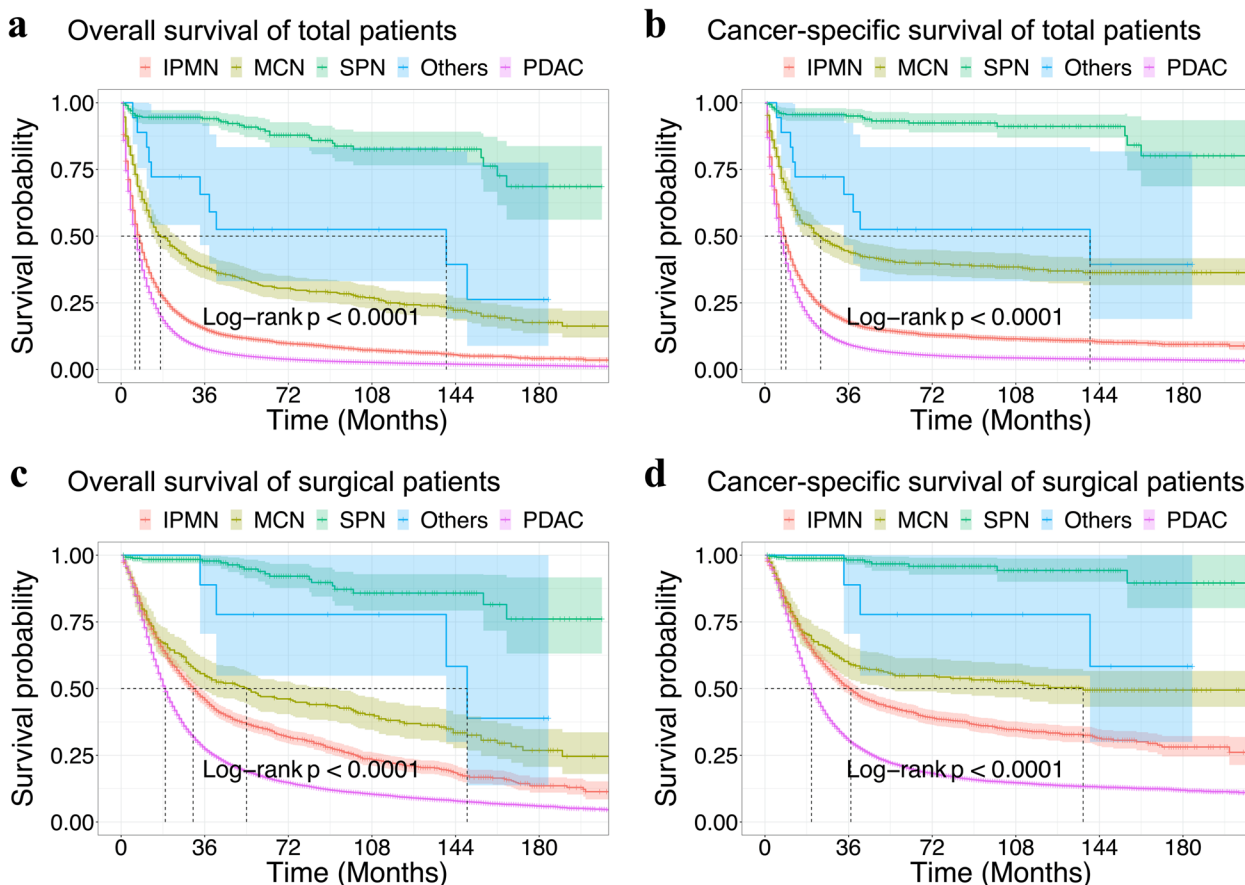 a Overall survival of total patients
IPMN MCN SPN Others PDAC
Survival probability
1.00
0.75
0.50
0.25
0.00
Log-rank p < 0.0001
0 36 72 108 144 180
Time (Months)
b Cancer-specific survival of total patients
IPMN MCN SPN Others PDAC
Survival probability
1.00
0.75
0.50
0.25
0.00
Log-rank p < 0.0001
0 36 72 108 144 180
Time (Months)
c Overall survival of surgical patients
IPMN MCN SPN Others PDAC
Survival probability
1.00
0.75
0.50
0.25
0.00
Log-rank p < 0.0001
0 36 72 108 144 180
Time (Months)
d Cancer-specific survival of surgical patients
IPMN MCN SPN Others PDAC
Survival probability
1.00
0.75
0.50
0.25
0.00
Log-rank p < 0.0001
0 36 72 108 144 180
Time (Months)